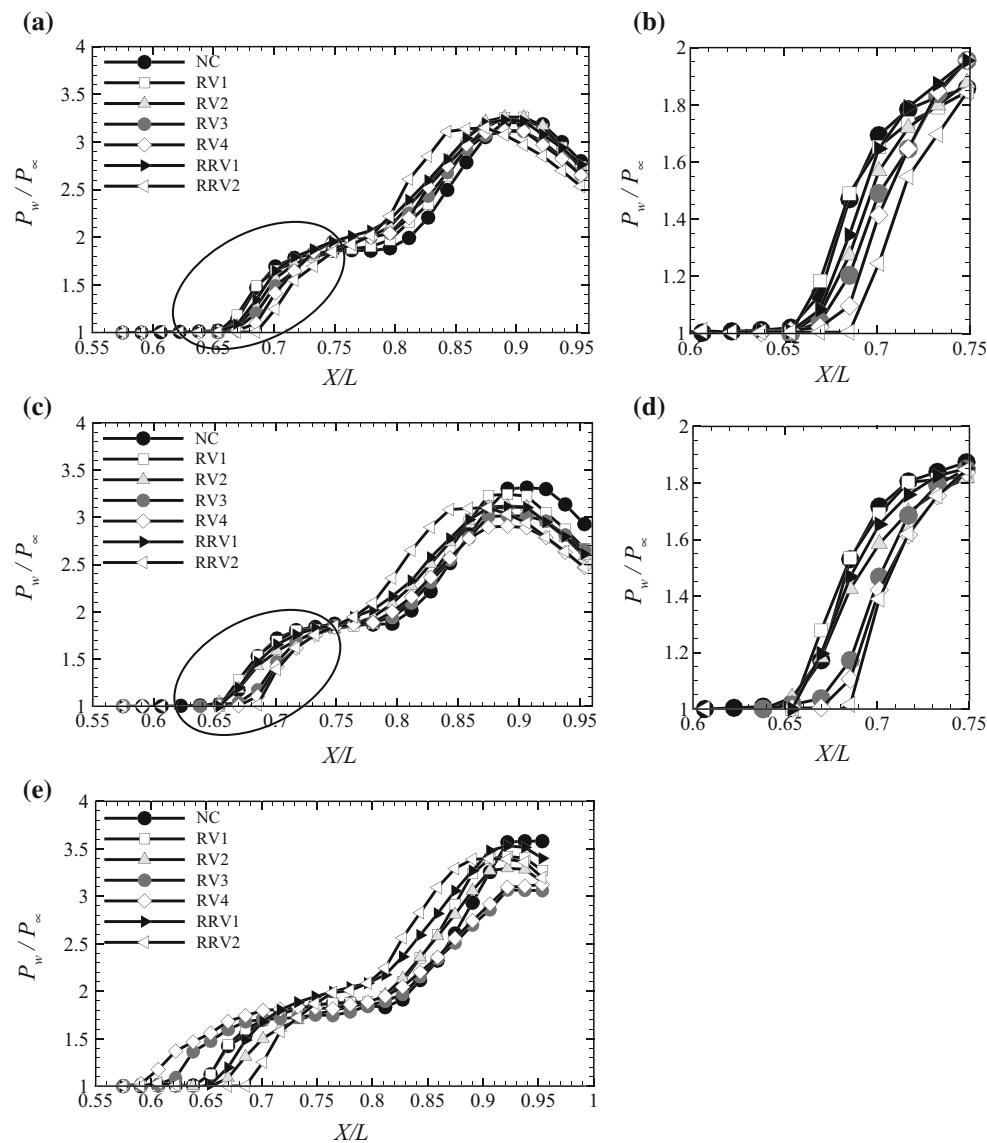 (a)
4
3.5
3
2.5
2
1.5
1
P_w / P_∞
0.55 0.6 0.65 0.7 0.75 0.8 0.85 0.9 0.95
X/L
NC
RV1
RV2
RV3
RV4
RRV1
RRV2
(b)
2
1.8
1.6
1.4
1.2
1
0.6 0.65 0.7 0.75
X/L
(c)
4
3.5
3
2.5
2
1.5
1
P_w / P_∞
0.55 0.6 0.65 0.7 0.75 0.8 0.85 0.9 0.95
X/L
NC
RV1
RV2
RV3
RV4
RRV1
RRV2
(d)
2
1.8
1.6
1.4
1.2
1
0.6 0.65 0.7 0.75
X/L
(e)
4
3.5
3
2.5
2
1.5
1
P_w / P_∞
0.55 0.6 0.65 0.7 0.75 0.8 0.85 0.9 0.95 1
X/L
NC
RV1
RV2
RV3
RV4
RRV1
RRV2